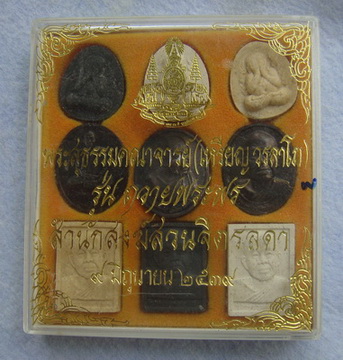 พระสุธรรมคณาจารย์ (เหรียญ วรลาโภ)
รุ่น ถวายพระพร
สำนักสงฆ์สวนจิตรลดา
๙ มิถุนายน ๒๕๓๙